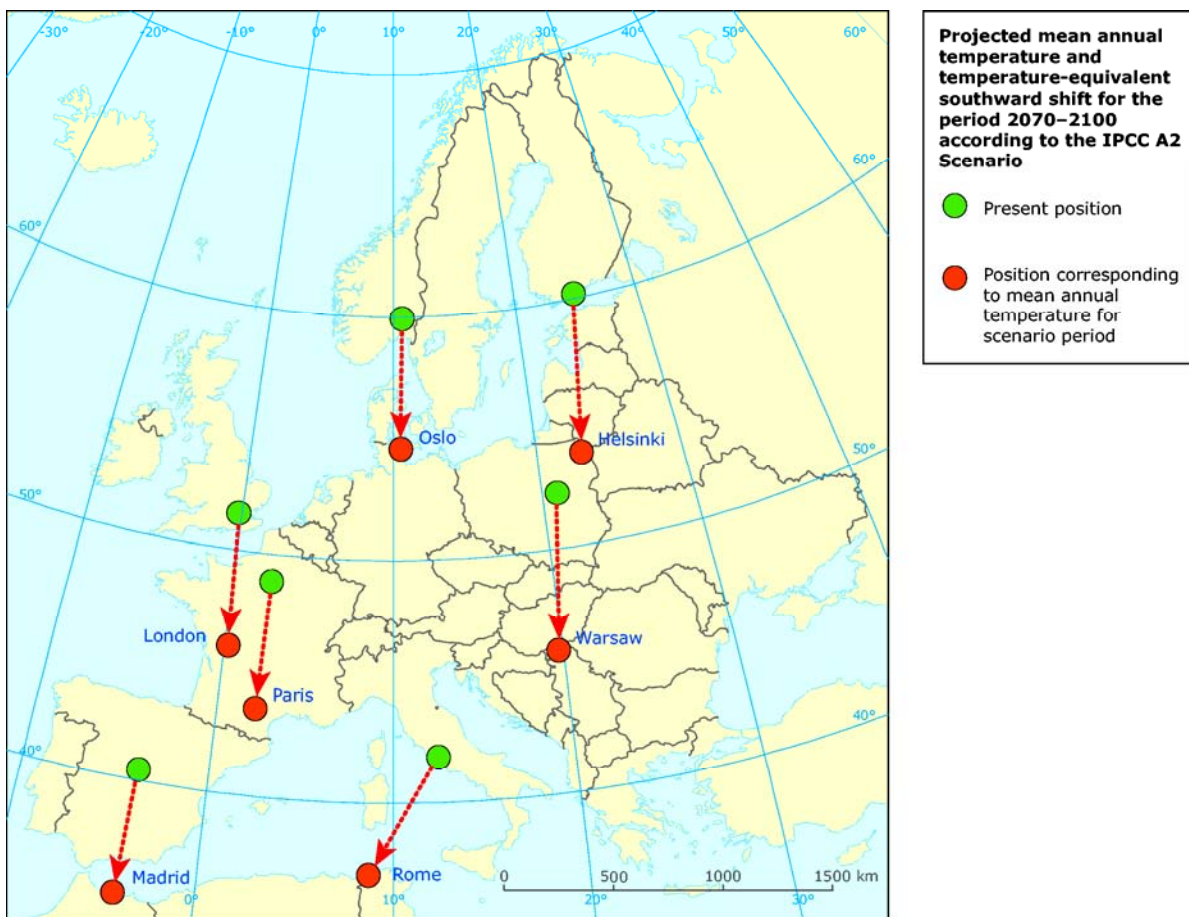 -30° -20° -10° 0° 10° 20° 30° 40° 50° 60°
60°
60°
50°
50°
40°
40°
0° 10° 20° 30°
Oslo
Helsinki
London
Warsaw
Paris
Madrid
Rome
0 500 1000 1500 km
Projected mean annual
temperature and
temperature-equivalent
southward shift for the
period 2070–2100
according to the IPCC A2
Scenario
Present position
Position corresponding
to mean annual
temperature for
scenario period